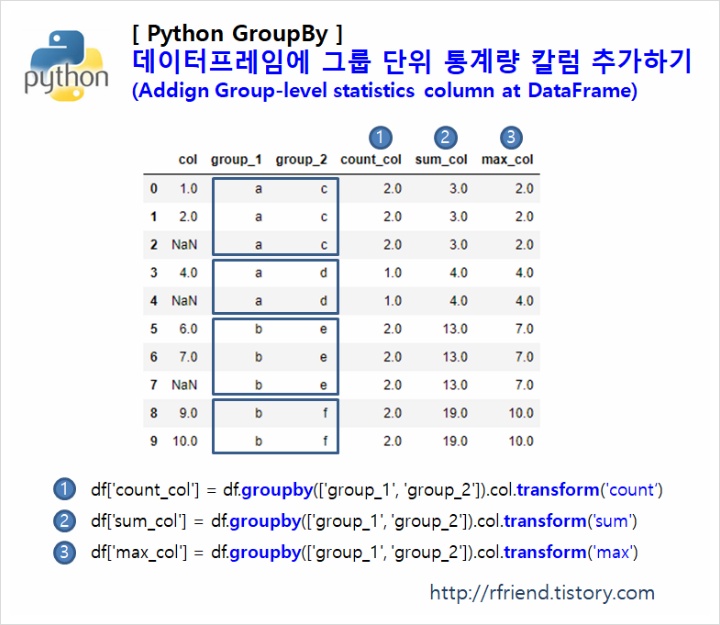 [ Python GroupBy ]
데이터프레임에 그룹 단위 통계량 칼럼 추가하기
(Addign Group-level statistics column at DataFrame)
python
1 2 3
col group_1 group_2 count_col sum_col max_col
0 1.0 a c 2.0 3.0 2.0
1 2.0 a c 2.0 3.0 2.0
2 NaN a c 2.0 3.0 2.0
3 4.0 a d 1.0 4.0 4.0
4 NaN a d 1.0 4.0 4.0
5 6.0 b e 2.0 13.0 7.0
6 7.0 b e 2.0 13.0 7.0
7 NaN b e 2.0 13.0 7.0
8 9.0 b f 2.0 19.0 10.0
9 10.0 b f 2.0 19.0 10.0
1 df['count_col'] = df.groupby(['group_1', 'group_2']).col.transform('count')
2 df['sum_col'] = df.groupby(['group_1', 'group_2']).col.transform('sum')
3 df['max_col'] = df.groupby(['group_1', 'group_2']).col.transform('max')
http://rfriend.tistory.com